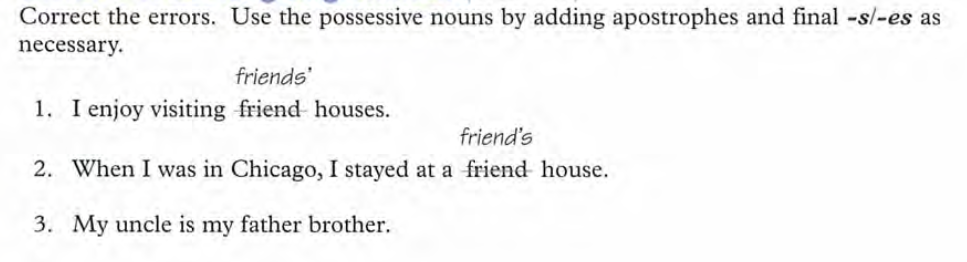 Correct the errors. Use the possessive nouns by adding apostrophes and final -s/-es as
necessary.
friends'
1. I enjoy visiting friend houses.
friend's
2. When I was in Chicago, I stayed at a friend house.
3. My uncle is my father brother.